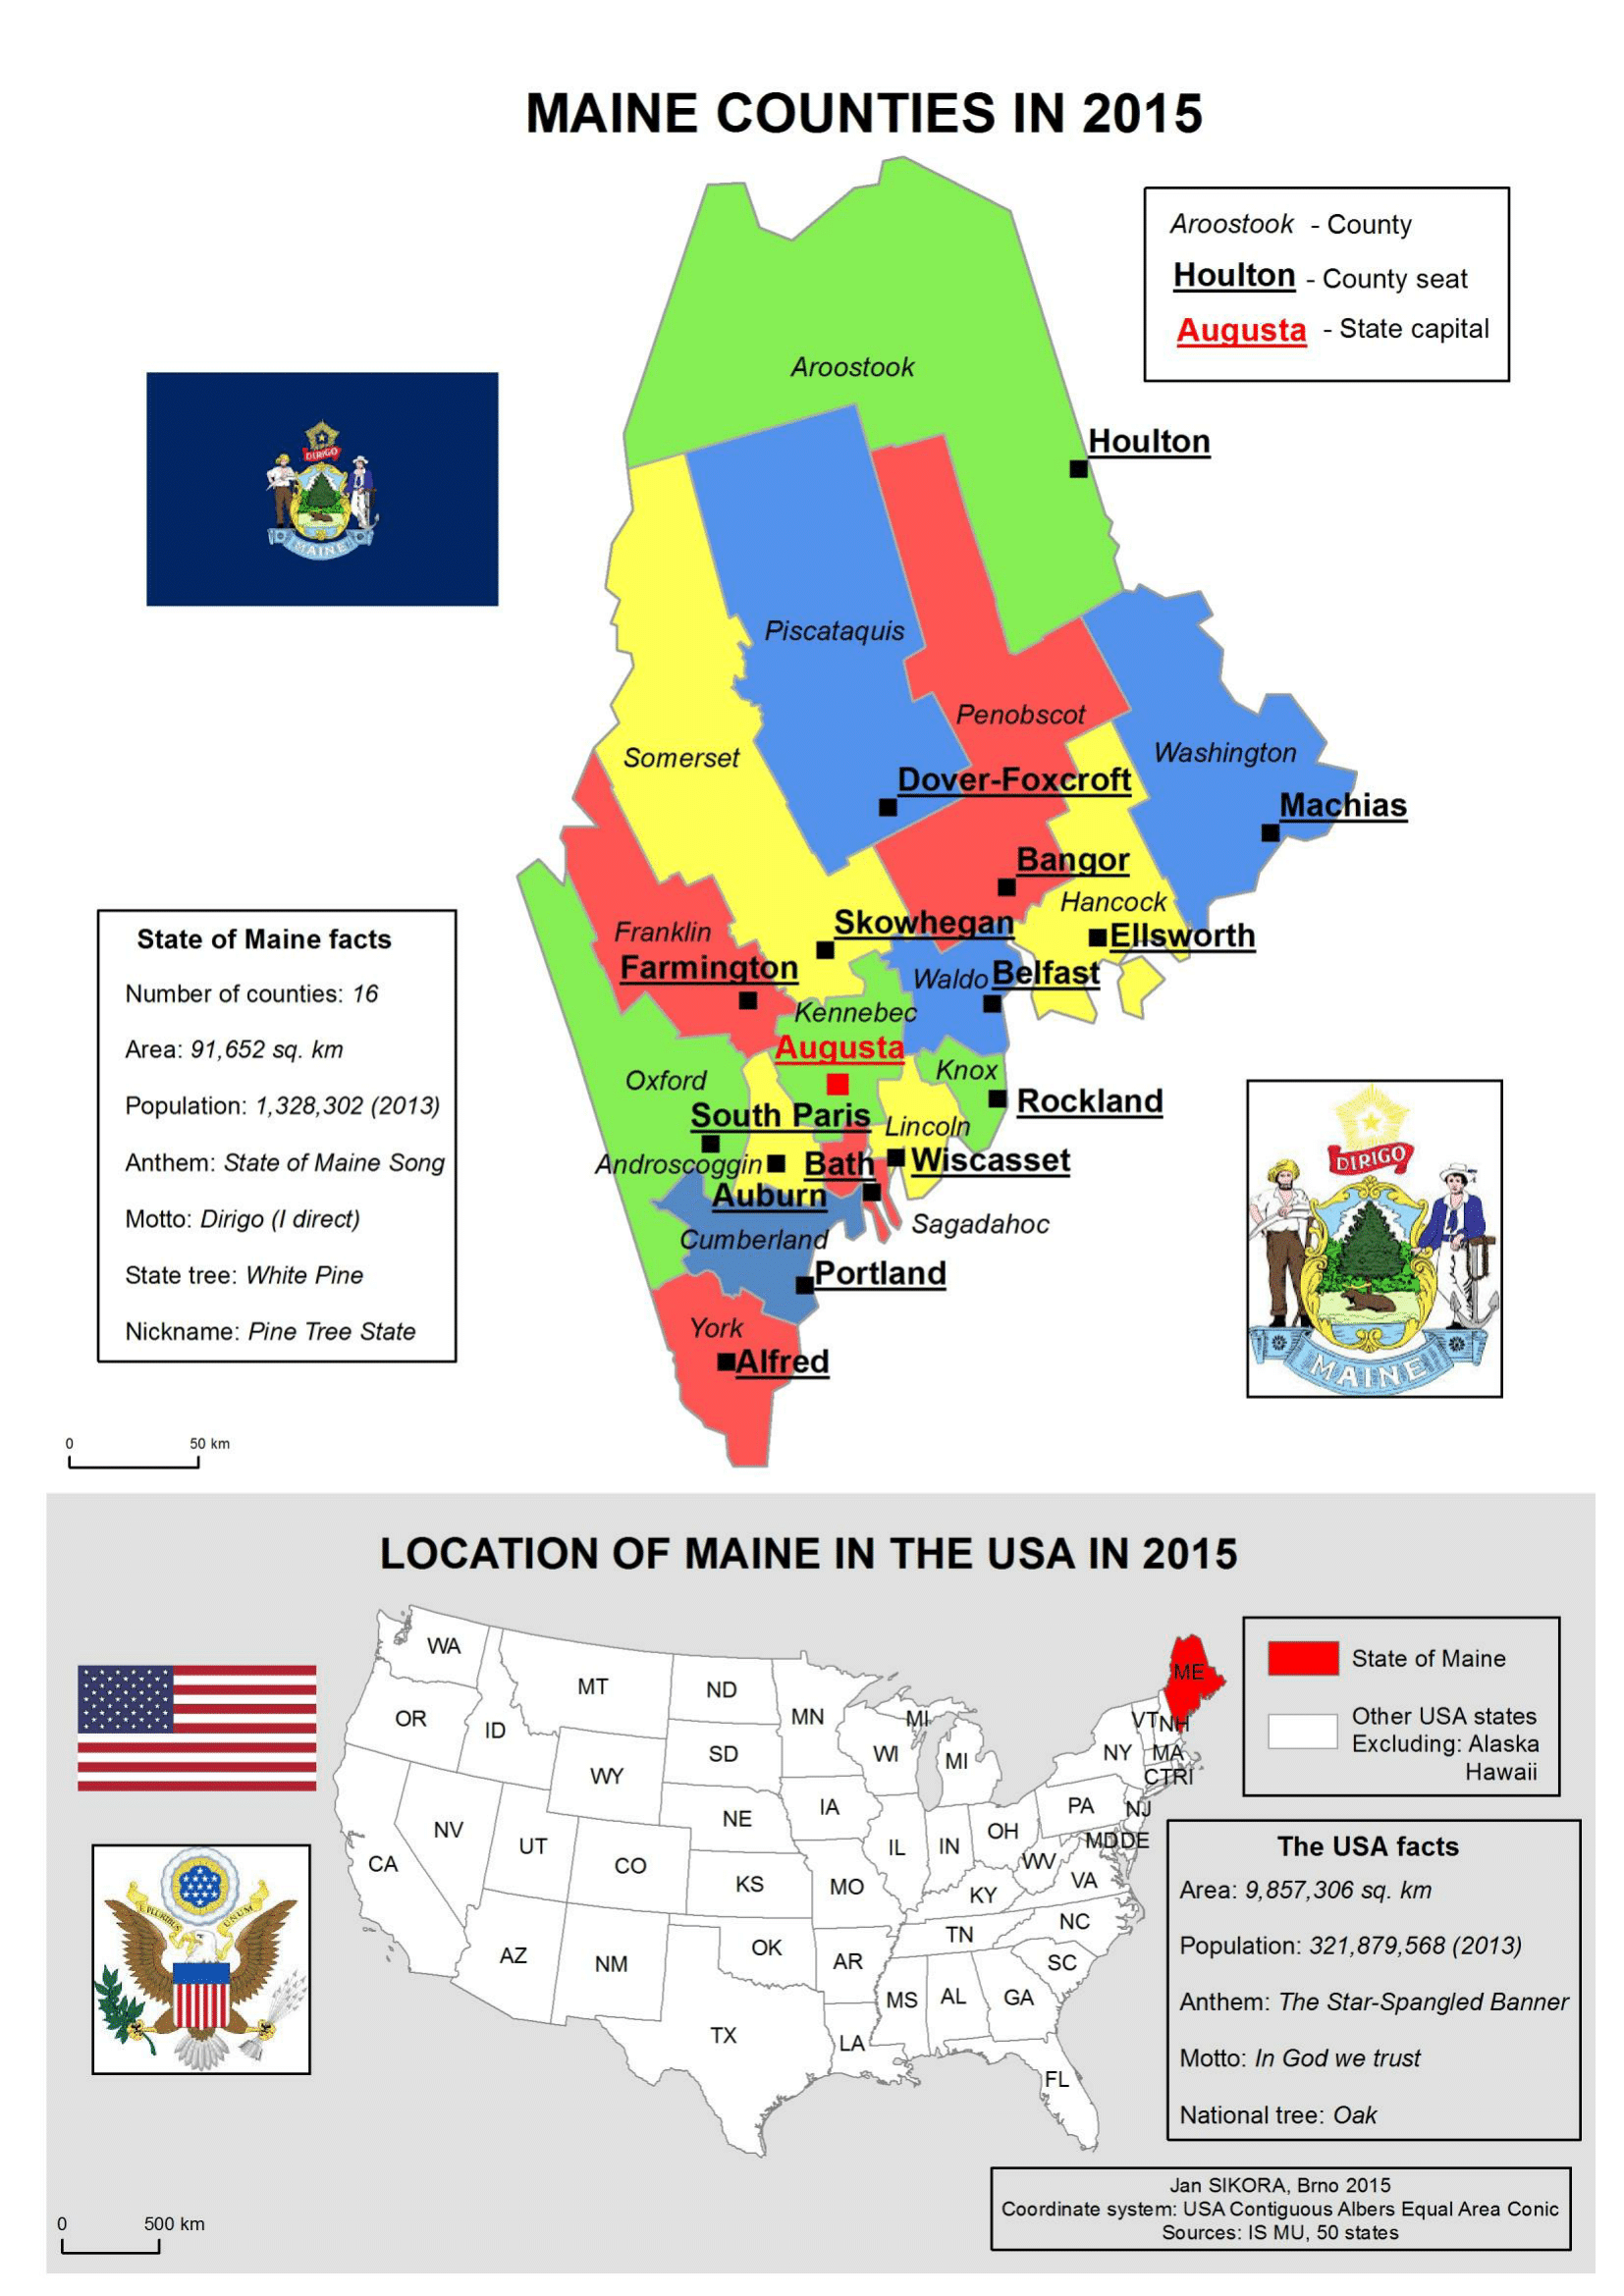 MAINE COUNTIES IN 2015
Aroostook - County
Houlton - County seat
Augusta - State capital
Aroostook
Houlton
DIRIGO
MAINE
Piscataquis
Penobscot
Somerset
Washington
Dover-Foxcroft
Machias
Bangor
Hancock
Skowhegan
Ellsworth
Franklin
Farmington
Waldo
Belfast
Kennebec
Augusta
Knox
Oxford
Rockland
South Paris
Lincoln
Androscoggin
Bath
Wiscasset
Auburn
Sagadahoc
Cumberland
Portland
York
Alfred
State of Maine facts
Number of counties: 16
Area: 91,652 sq. km
Population: 1,328,302 (2013)
Anthem: State of Maine Song
Motto: Dirigo (I direct)
State tree: White Pine
Nickname: Pine Tree State
DIRIGO
MAINE
0 50 km
LOCATION OF MAINE IN THE USA IN 2015
WA
MT
ND
MN
OR
ID
SD
WI
MI
MI
ME
VT
NH
NY
MA
CT
RI
WY
IA
NE
PA
NJ
NV
UT
CO
IL
IN
OH
MD
DE
WV
CA
KS
MO
KY
VA
NC
TN
AZ
NM
OK
AR
SC
MS
AL
GA
TX
LA
FL
State of Maine
Other USA states
Excluding: Alaska
Hawaii
PLURIBUS
UNUM
The USA facts
Area: 9,857,306 sq. km
Population: 321,879,568 (2013)
Anthem: The Star-Spangled Banner
Motto: In God we trust
National tree: Oak
0 500 km
Jan SIKORA, Brno 2015
Coordinate system: USA Contiguous Albers Equal Area Conic
Sources: IS MU, 50 states